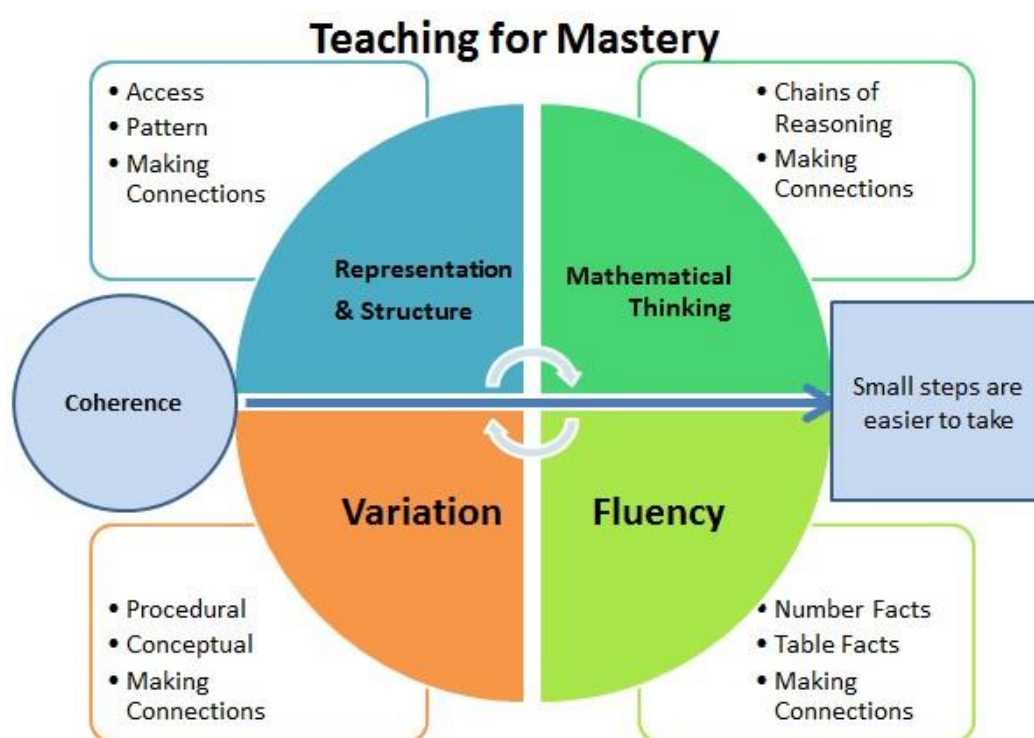 Teaching for Mastery
• Access
• Pattern
• Making
Connections
• Chains of
Reasoning
• Making
Connections
Representation
& Structure
Mathematical
Thinking
Coherence
Small steps are
easier to take
Variation
Fluency
• Procedural
• Conceptual
• Making
Connections
• Number Facts
• Table Facts
• Making
Connections